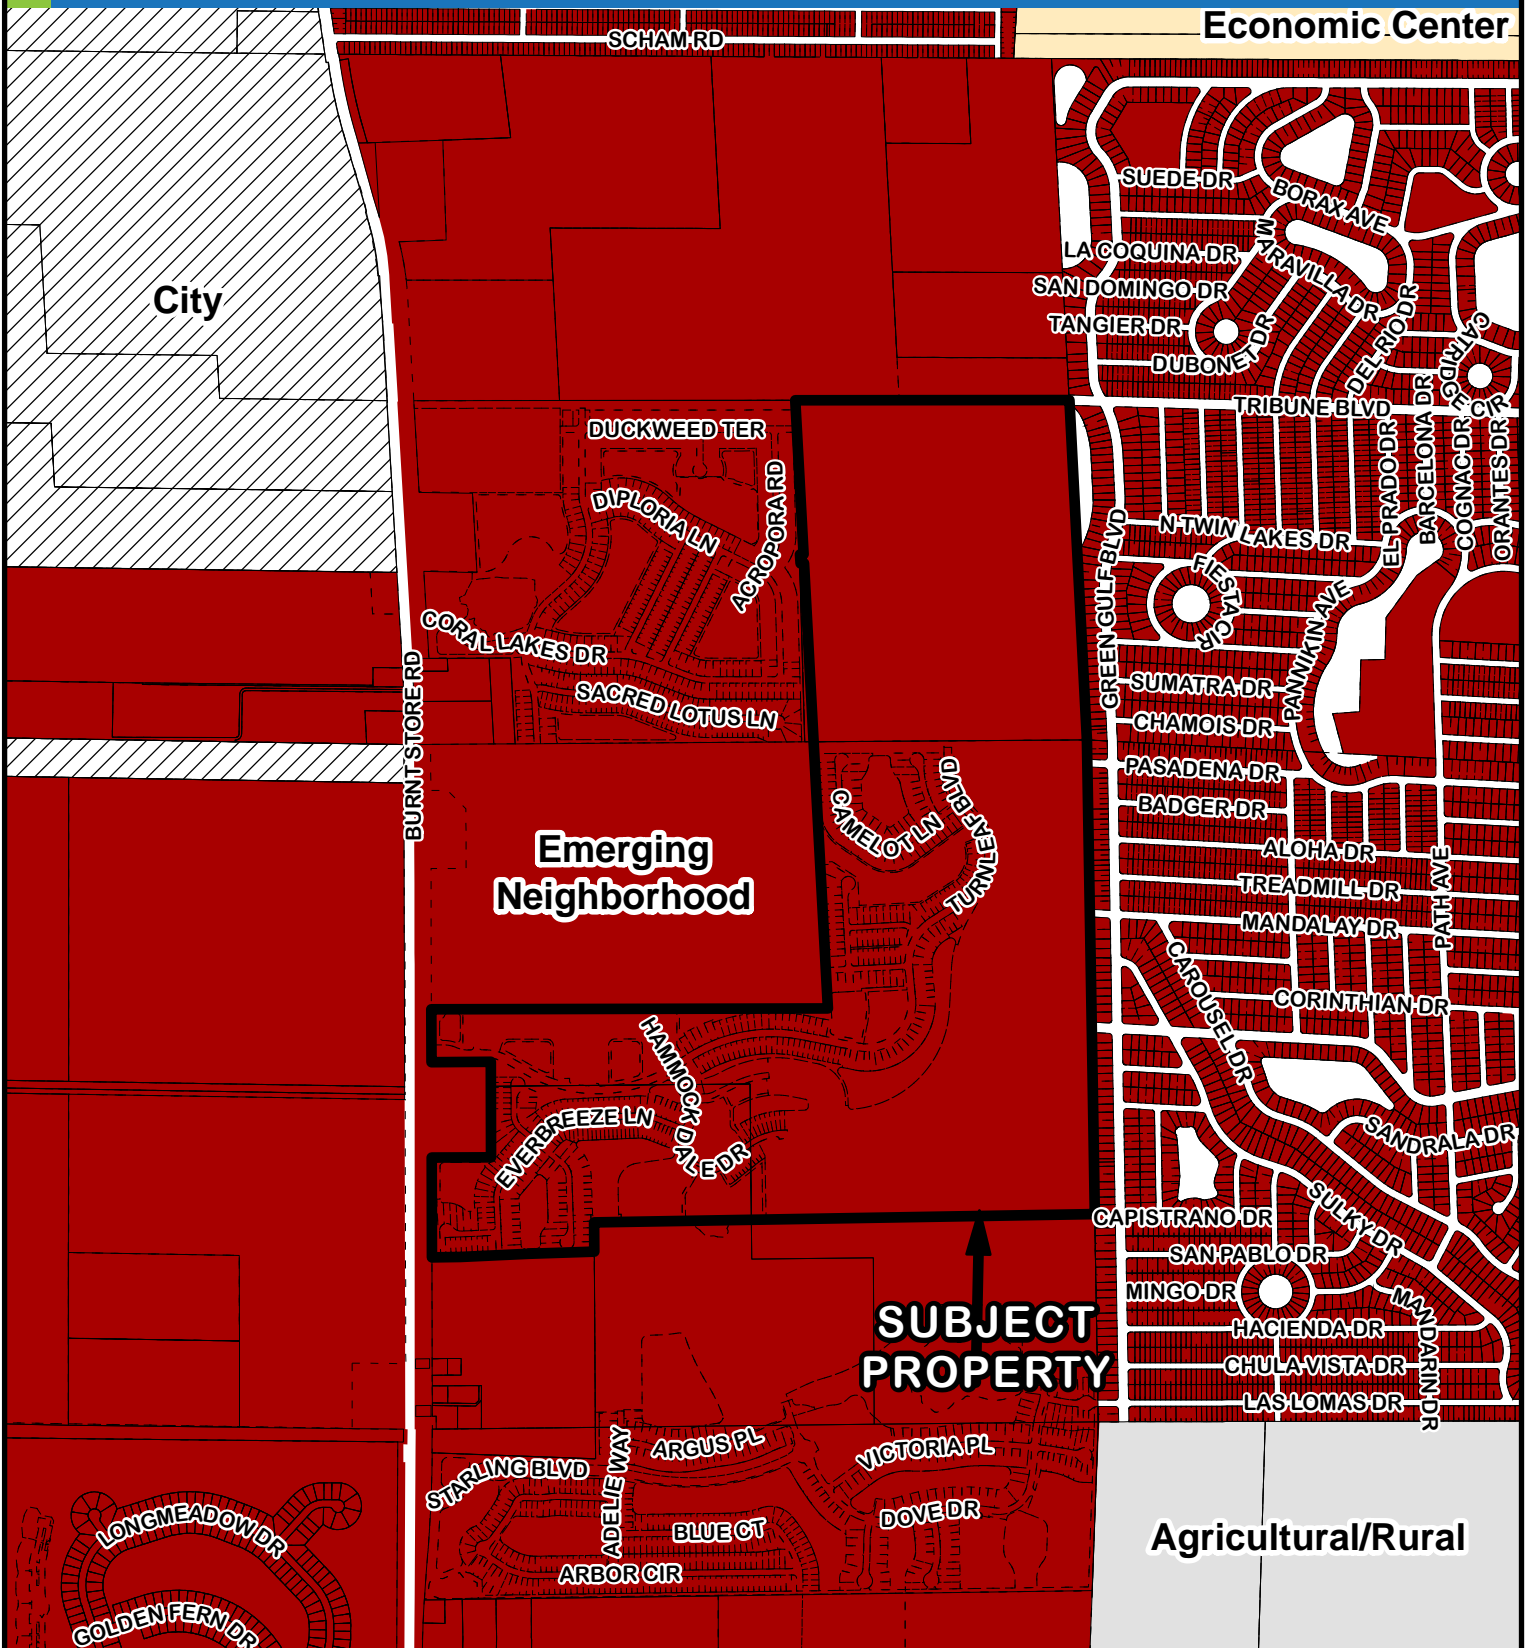 Economic Center
SCHAM RD
SUEDE DR
BORAX AVE
MARAVILLA DR
LA COQUINA DR
SAN DOMINGO DR
City
TANGIER DR
DUBONET DR
DEL RIO DR
CATRIDGE CIR
TRIBUNE BLVD
DUCKWEED TER
DIPLORIA LN
ACROPORA RD
EL PRADO DR
BARCELONA DR
COGNAC DR
ORANTES DR
N TWIN LAKES DR
FIESTA CIR
GREEN GULF BLVD
PANNIKIN AVE
CORAL LAKES DR
SACRED LOTUS LN
SUMATRA DR
CHAMOIS DR
BURNT STORE RD
PASADENA DR
BADGER DR
CAMELOT LN
TURNLEAF BLVD
Emerging
Neighborhood
ALOHA DR
TREADMILL DR
MANDALAY DR
PATH AVE
CAROUSEL DR
CORINTHIAN DR
HAMMOCK DALE DR
EVERBREEZE LN
SANDRALA DR
CAPISTRANO DR
SULKY DR
SAN PABLO DR
MINGO DR
MANDARIN DR
SUBJECT
PROPERTY
HACIENDA DR
CHULA VISTA DR
LAS LOMAS DR
ARGUS PL
VICTORIA PL
STARLING BLVD
ADELIE WAY
DOVE DR
BLUE CT
LONGMEADOW DR
Agricultural/Rural
ARBOR CIR
GOLDEN FERN DR